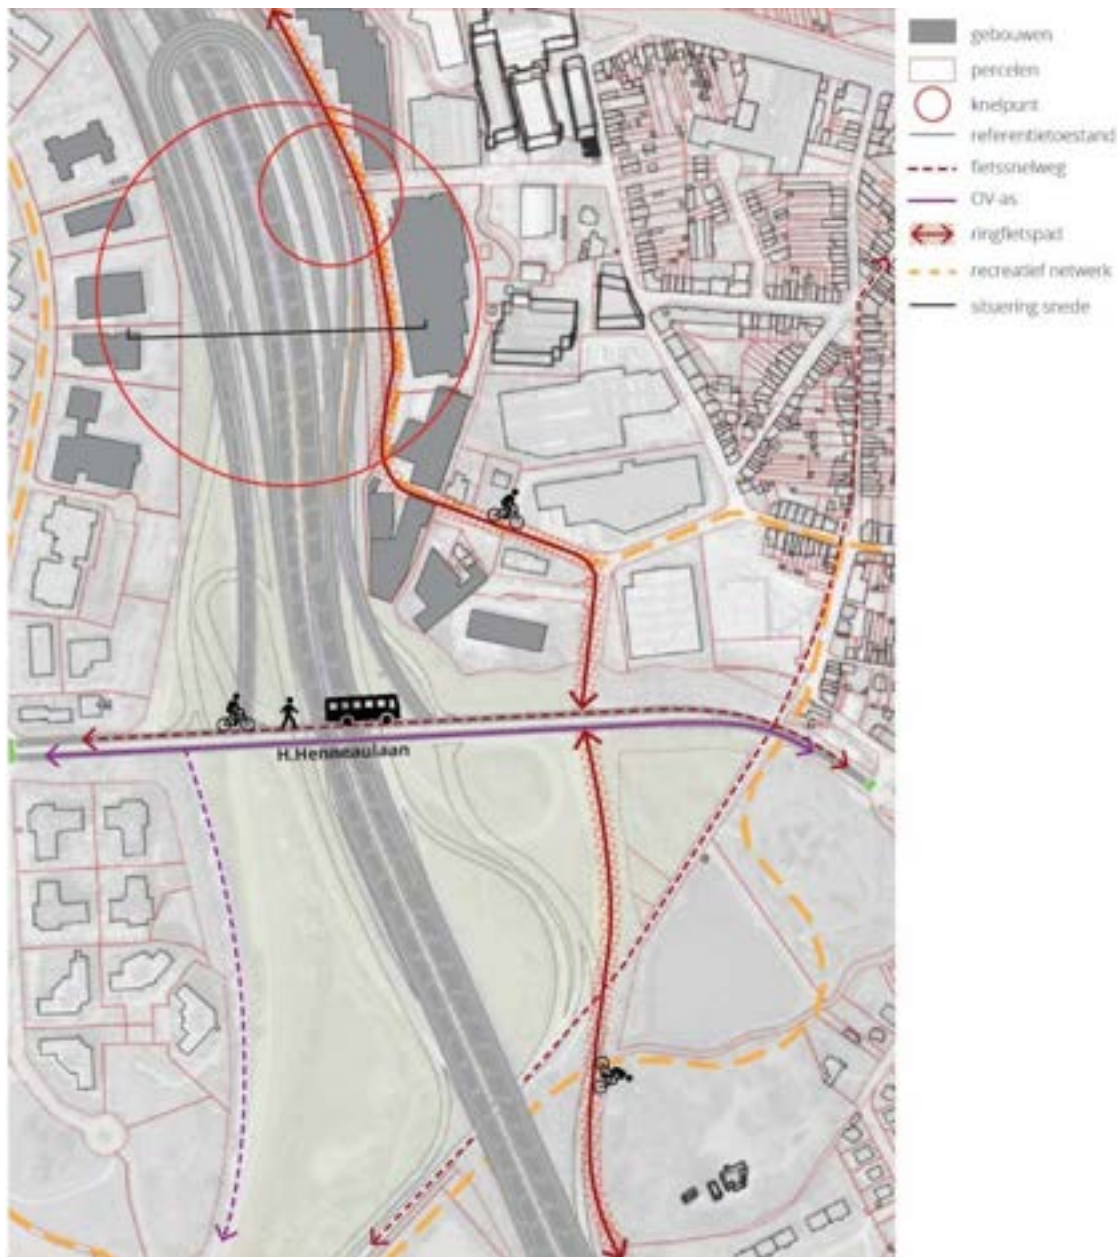 gebouwen
percelen
knelpunt
referentietoestand
fietssnelweg
OV-as
ringfietspad
recreatief netwerk
situering snede
H.Henneaulaan